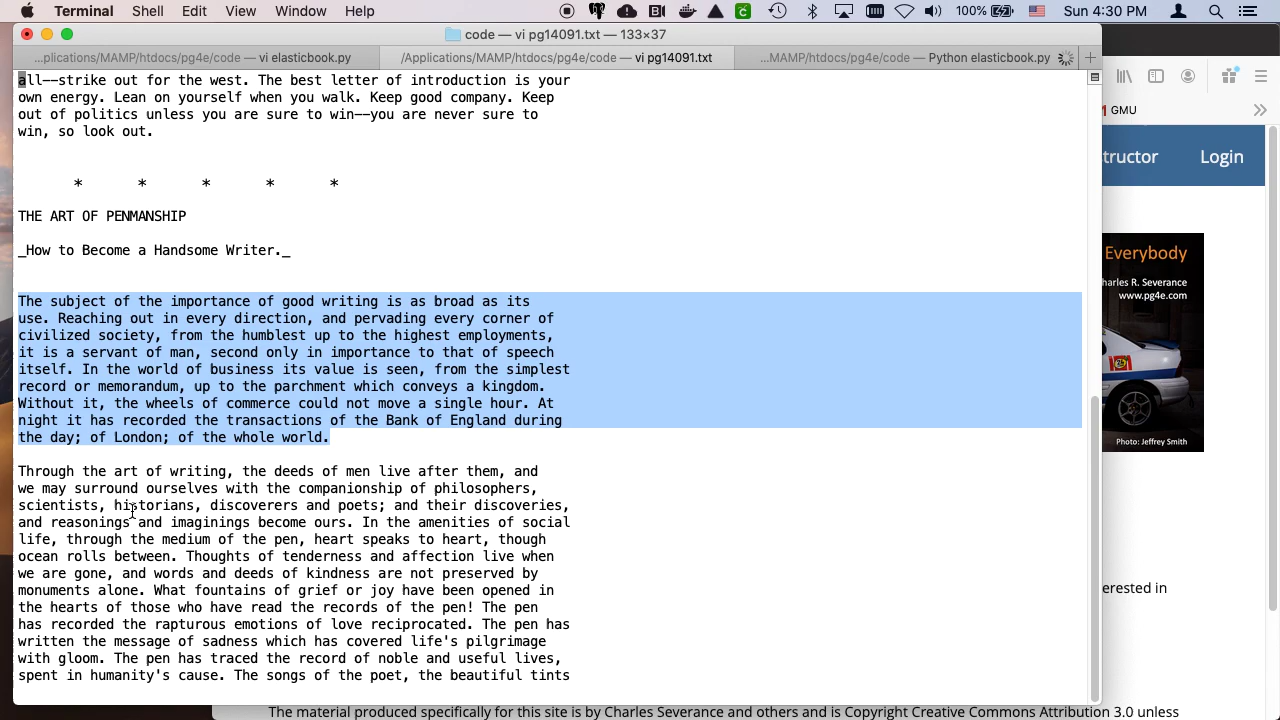 Terminal Shell Edit View Window Help 100% Sun 4:30 PM
code — vi pg14091.txt — 133×37
...plications/MAMP/htdocs/pg4e/code — vi elasticbook.py /Applications/MAMP/htdocs/pg4e/code — vi pg14091.txt ...MAMP/htdocs/pg4e/code — Python elasticbook.py
all--strike out for the west. The best letter of introduction is your
own energy. Lean on yourself when you walk. Keep good company. Keep
out of politics unless you are sure to win--you are never sure to
win, so look out.
* * * * *
THE ART OF PENMANSHIP
_How to Become a Handsome Writer._
The subject of the importance of good writing is as broad as its
use. Reaching out in every direction, and pervading every corner of
civilized society, from the humblest up to the highest employments,
it is a servant of man, second only in importance to that of speech
itself. In the world of business its value is seen, from the simplest
record or memorandum, up to the parchment which conveys a kingdom.
Without it, the wheels of commerce could not move a single hour. At
night it has recorded the transactions of the Bank of England during
the day; of London; of the whole world.
Through the art of writing, the deeds of men live after them, and
we may surround ourselves with the companionship of philosophers,
scientists, historians, discoverers and poets; and their discoveries,
and reasonings and imaginings become ours. In the amenities of social
life, through the medium of the pen, heart speaks to heart, though
ocean rolls between. Thoughts of tenderness and affection live when
we are gone, and words and deeds of kindness are not preserved by
monuments alone. What fountains of grief or joy have been opened in
the hearts of those who have read the records of the pen! The pen
has recorded the rapturous emotions of love reciprocated. The pen has
written the message of sadness which has covered life's pilgrimage
with gloom. The pen has traced the record of noble and useful lives,
spent in humanity's cause. The songs of the poet, the beautiful tints
GMU
tructor Login
Everybody
harles R. Severance
www.pg4e.com
Photo: Jeffrey Smith
erested in
The material produced specifically for this site is by Charles Severance and others and is Copyright Creative Commons Attribution 3.0 unless